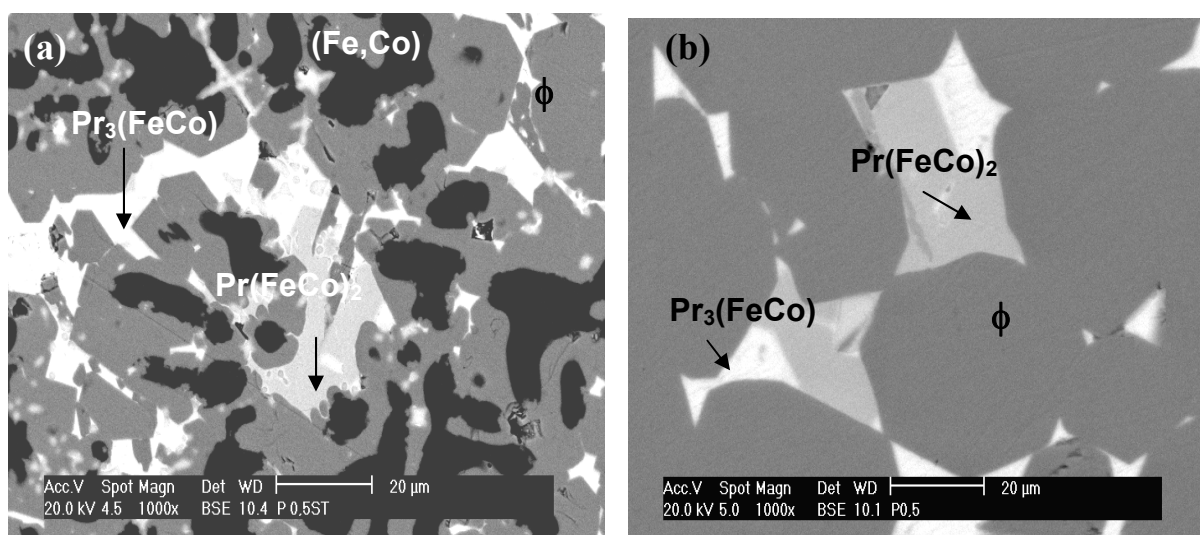 (a)
(Fe,Co)
ϕ
Pr₃(FeCo)
Pr(FeCo)₂
Acc.V Spot Magn Det WD 20 µm
20.0 kV 4.5 1000x BSE 10.4 P 0,5ST
(b)
Pr(FeCo)₂
Pr₃(FeCo)
ϕ
Acc.V Spot Magn Det WD 20 µm
20.0 kV 5.0 1000x BSE 10.1 P0,5